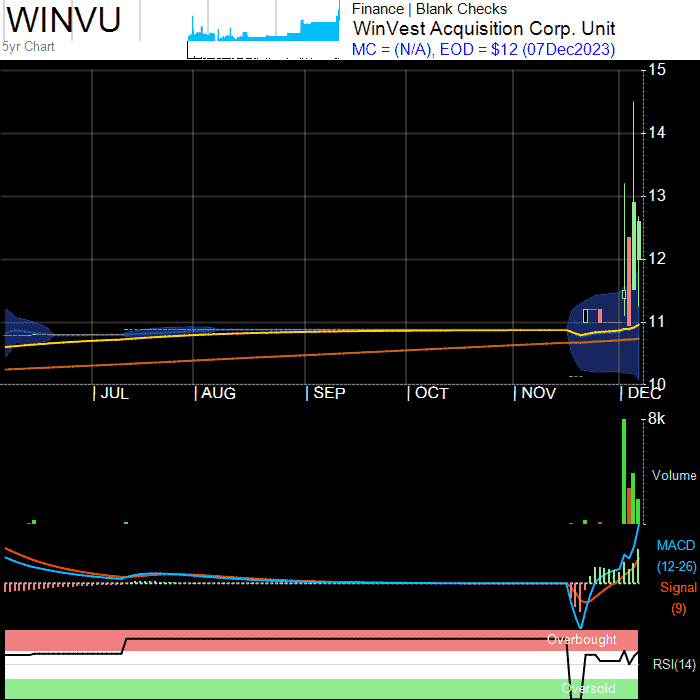 WINVU
5yr Chart
Finance | Blank Checks
WinVest Acquisition Corp. Unit
MC = (N/A), EOD = $12 (07Dec2023)
15
14
13
12
11
10
| JUL | AUG | SEP | OCT | NOV | DEC
8k
Volume
MACD
(12-26)
Signal
(9)
Overbought
RSI(14)
Oversold